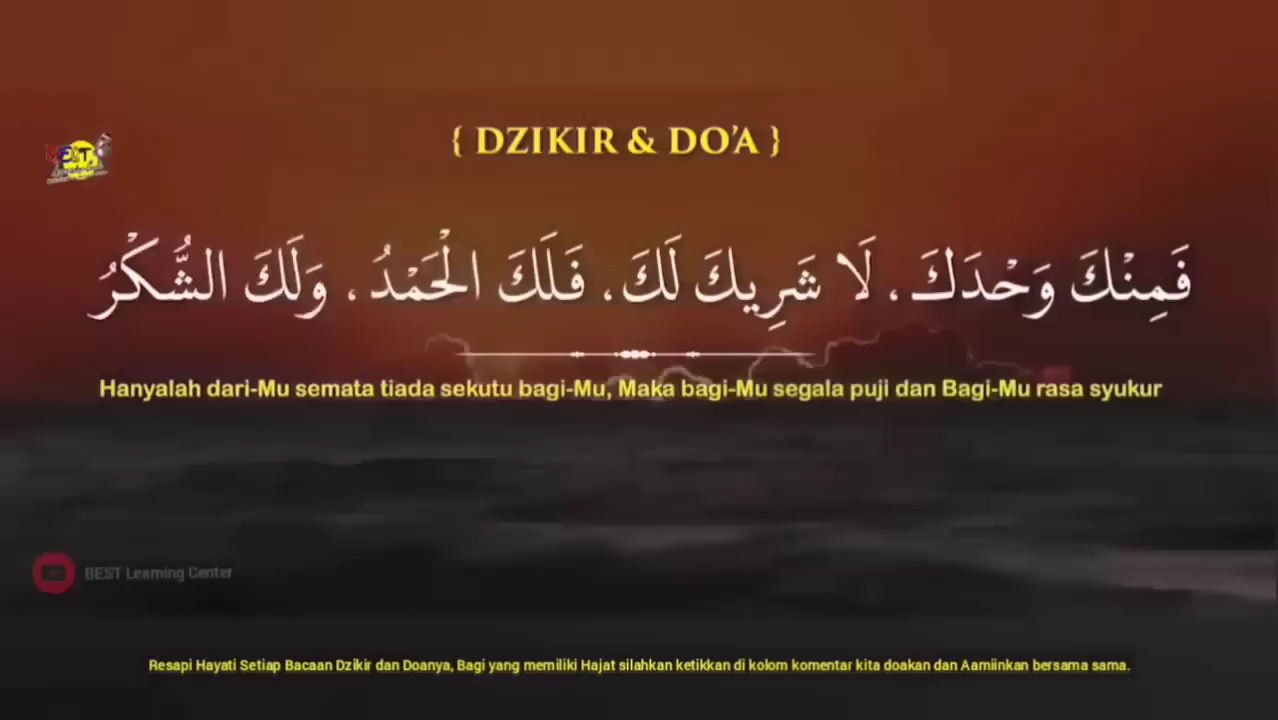 { DZIKIR & DO'A }
فَمِنْكَ وَحْدَكَ، لَا شَرِيكَ لَكَ، فَلَكَ الْحَمْدُ، وَلَكَ الشُّكْرُ
Hanyalah dari-Mu semata tiada sekutu bagi-Mu, Maka bagi-Mu segala puji dan Bagi-Mu rasa syukur
BEST Learning Center
Resapi Hayati Setiap Bacaan Dzikir dan Doanya, Bagi yang memiliki Hajat silahkan ketikkan di kolom komentar kita doakan dan Aamiinkan bersama sama.